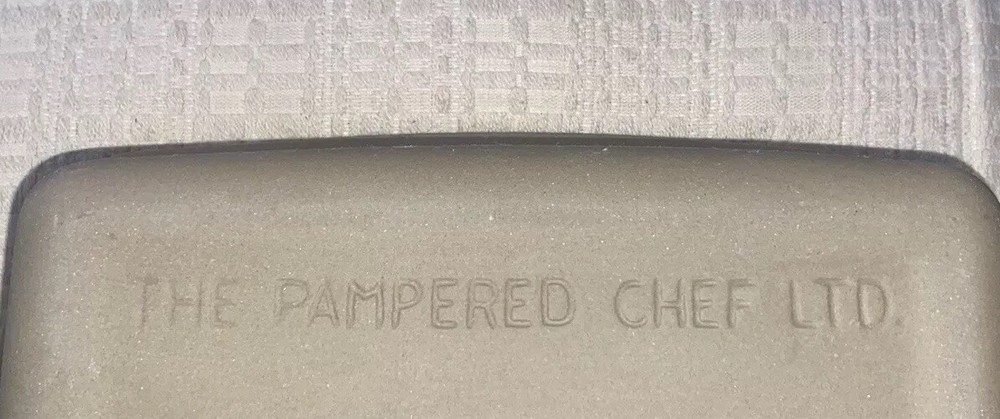 THE PAMPERED CHEF LTD.